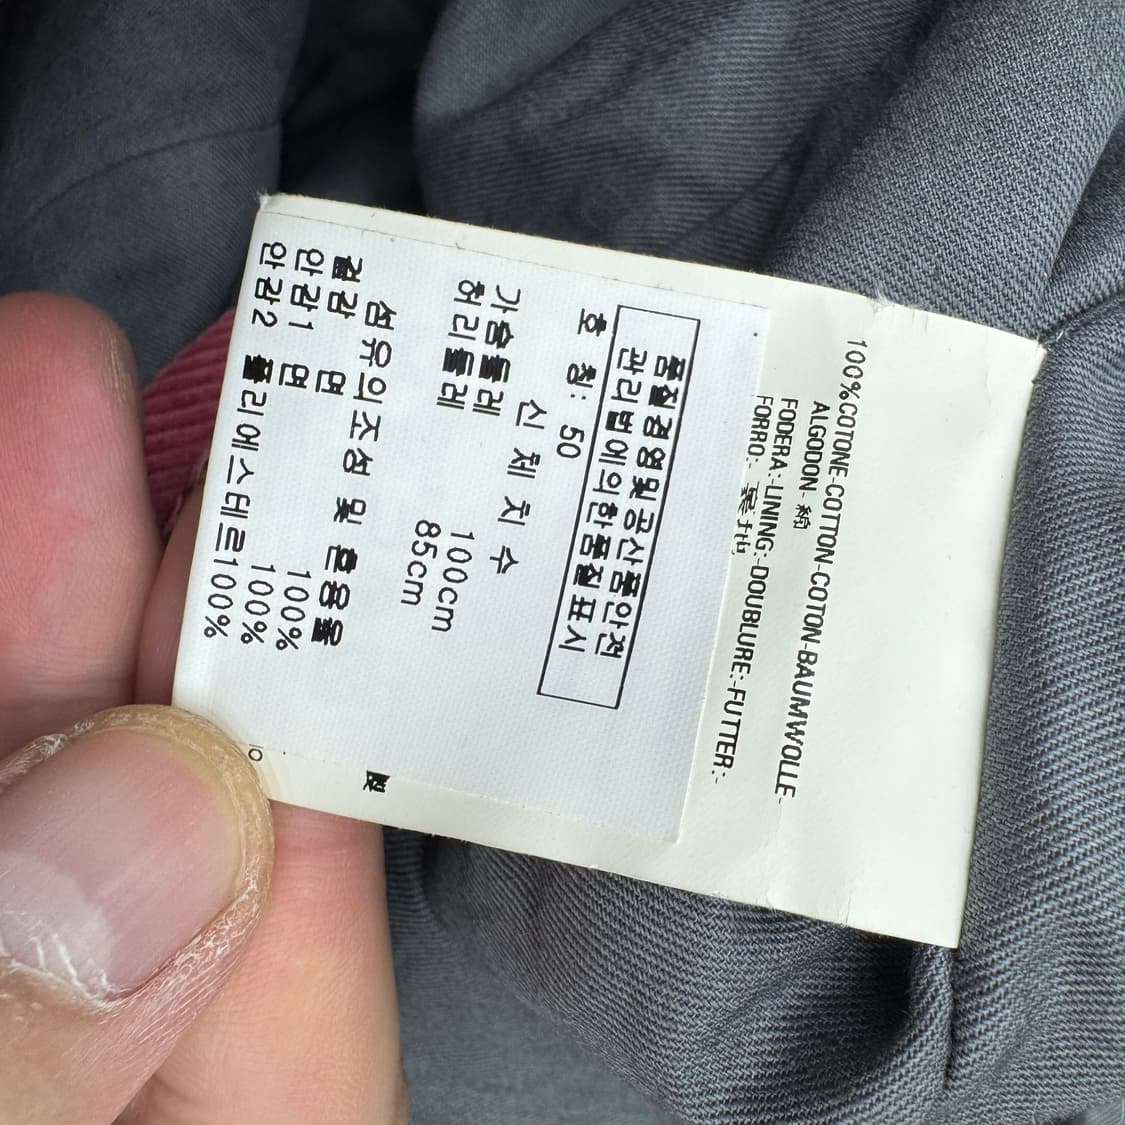 100%COTONE-COTTON-COTON-BAUMWOLLE-
ALGODON- 綿
FODERA:-LINING:-DOUBLURE:-FUTTER:-
FORRO:- 裏地
품질경영및 공산품안전
관리법에의한품질표시
호 칭: 50
신 체 치 수
가슴둘레 100cm
허리둘레 85cm
섬유의조성 및 혼용율
겉감 면 100%
안감1 면 100%
안감2 폴리에스테르100%